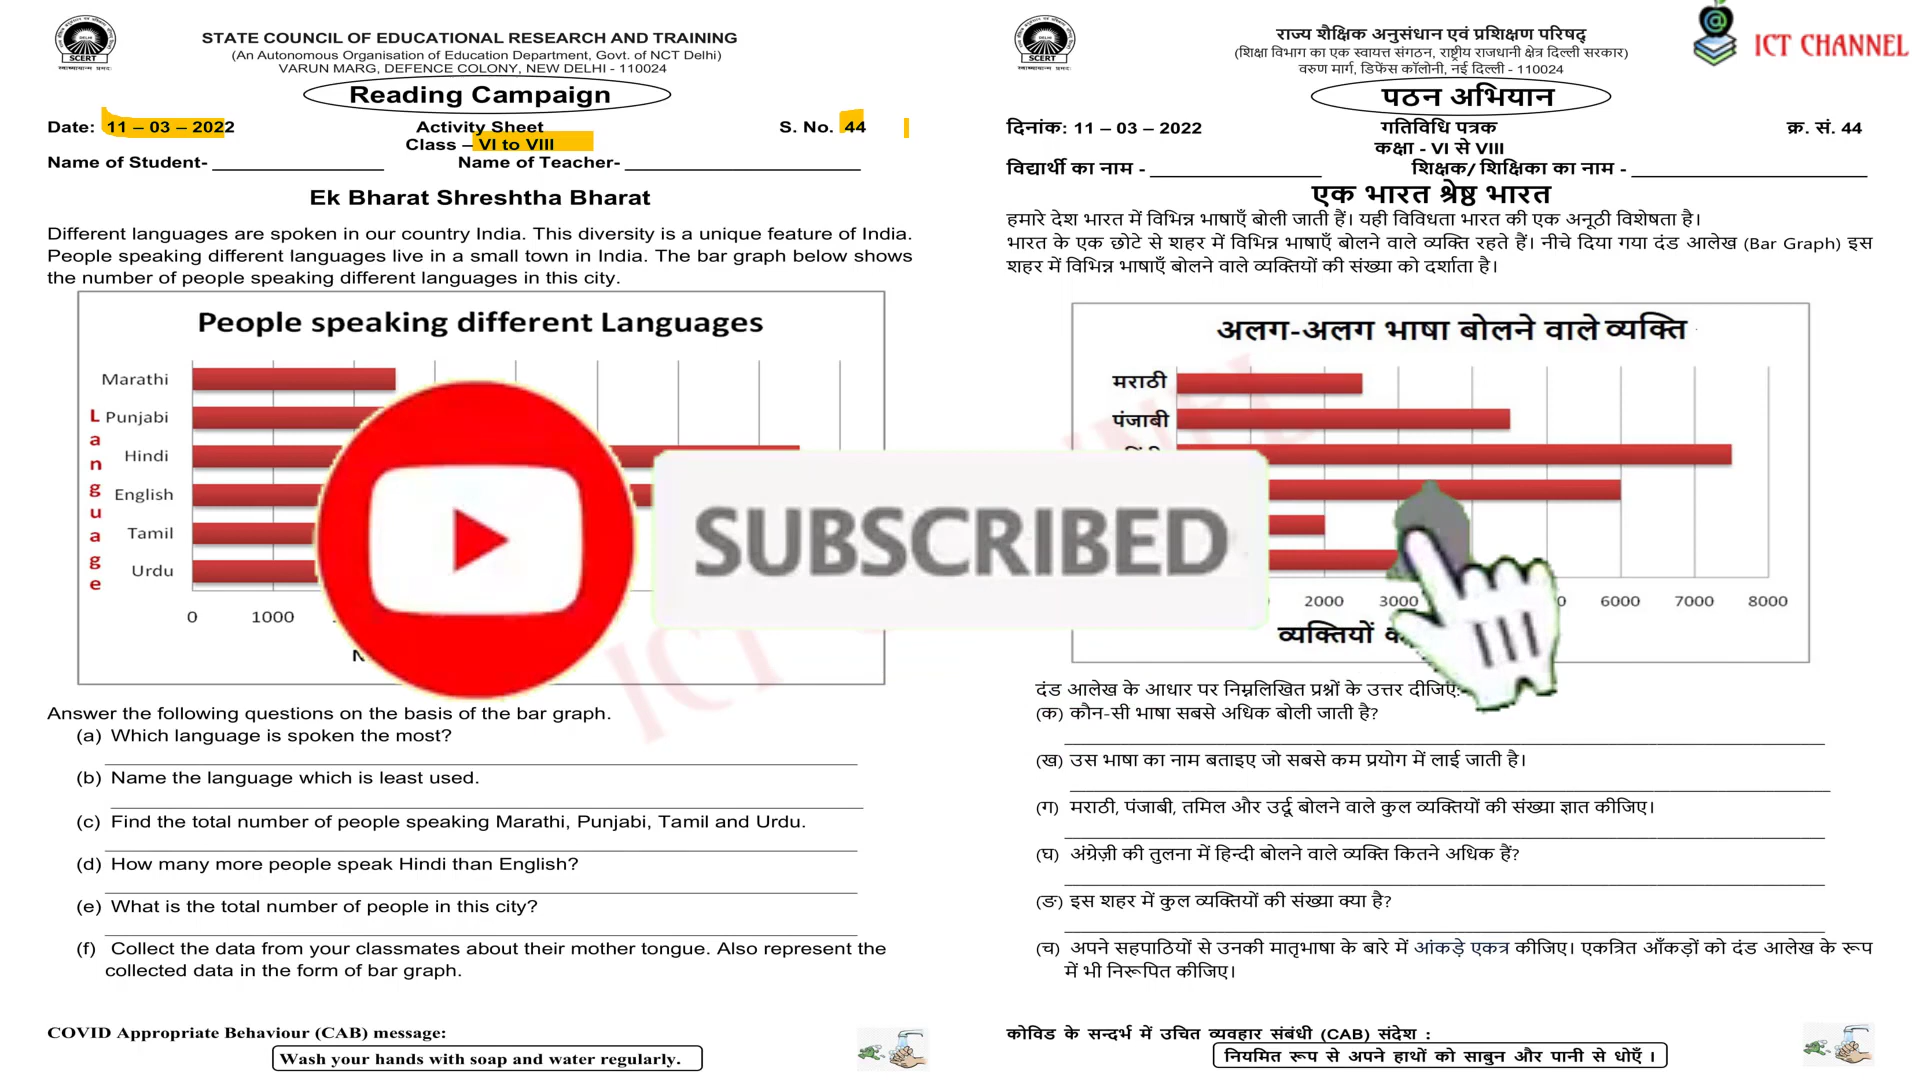 SCERT
STATE COUNCIL OF EDUCATIONAL RESEARCH AND TRAINING
(An Autonomous Organisation of Education Department, Govt. of NCT Delhi)
VARUN MARG, DEFENCE COLONY, NEW DELHI - 110024
Reading Campaign
Date: 11 – 03 – 2022 Activity Sheet S. No. 44
Class – VI to VIII
Name of Student- Name of Teacher-
Ek Bharat Shreshtha Bharat
Different languages are spoken in our country India. This diversity is a unique feature of India.
People speaking different languages live in a small town in India. The bar graph below shows
the number of people speaking different languages in this city.
People speaking different Languages
Marathi
Punjabi
Hindi
English
Tamil
Urdu
Language
0 1000
Answer the following questions on the basis of the bar graph.
(a) Which language is spoken the most?
(b) Name the language which is least used.
(c) Find the total number of people speaking Marathi, Punjabi, Tamil and Urdu.
(d) How many more people speak Hindi than English?
(e) What is the total number of people in this city?
(f) Collect the data from your classmates about their mother tongue. Also represent the
collected data in the form of bar graph.
COVID Appropriate Behaviour (CAB) message:
Wash your hands with soap and water regularly.
SUBSCRIBED
ICT CHANNEL
SCERT
राज्य शैक्षिक अनुसंधान एवं प्रशिक्षण परिषद्
(शिक्षा विभाग का एक स्वायत्त संगठन, राष्ट्रीय राजधानी क्षेत्र दिल्ली सरकार)
वरुण मार्ग, डिफेंस कॉलोनी, नई दिल्ली - 110024
पठन अभियान
दिनांक: 11 – 03 – 2022 गतिविधि पत्रक क्र. सं. 44
कक्षा - VI से VIII
विद्यार्थी का नाम - शिक्षक/ शिक्षिका का नाम -
एक भारत श्रेष्ठ भारत
हमारे देश भारत में विभिन्न भाषाएँ बोली जाती हैं। यही विविधता भारत की एक अनूठी विशेषता है।
भारत के एक छोटे से शहर में विभिन्न भाषाएँ बोलने वाले व्यक्ति रहते हैं। नीचे दिया गया दंड आलेख (Bar Graph) इस
शहर में विभिन्न भाषाएँ बोलने वाले व्यक्तियों की संख्या को दर्शाता है।
अलग-अलग भाषा बोलने वाले व्यक्ति
मराठी
पंजाबी
2000 3000 6000 7000 8000
व्यक्तियों
दंड आलेख के आधार पर निम्नलिखित प्रश्नों के उत्तर दीजिए:-
(क) कौन-सी भाषा सबसे अधिक बोली जाती है?
(ख) उस भाषा का नाम बताइए जो सबसे कम प्रयोग में लाई जाती है।
(ग) मराठी, पंजाबी, तमिल और उर्दू बोलने वाले कुल व्यक्तियों की संख्या ज्ञात कीजिए।
(घ) अंग्रेज़ी की तुलना में हिन्दी बोलने वाले व्यक्ति कितने अधिक हैं?
(ङ) इस शहर में कुल व्यक्तियों की संख्या क्या है?
(च) अपने सहपाठियों से उनकी मातृभाषा के बारे में आंकड़े एकत्र कीजिए। एकत्रित आँकड़ों को दंड आलेख के रूप
में भी निरूपित कीजिए।
कोविड के सन्दर्भ में उचित व्यवहार संबंधी (CAB) संदेश :
नियमित रूप से अपने हाथों को साबुन और पानी से धोएँ ।